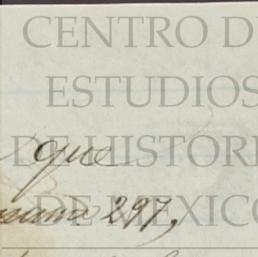 CENTRO D
ESTUDIOS
DE HISTORI
que
DE MEXICO
297,